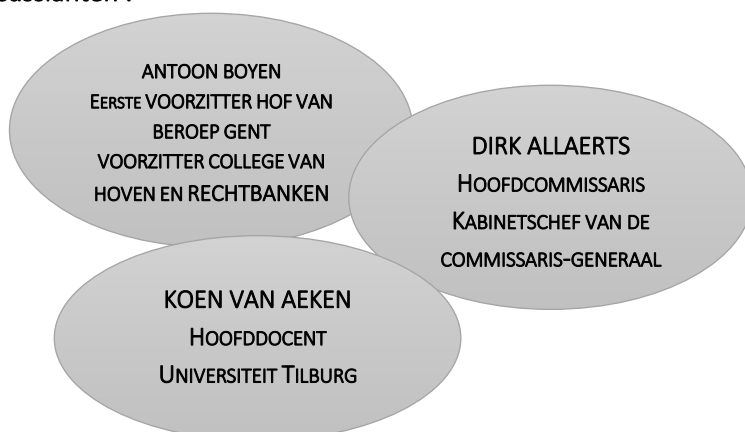 ANTOON BOYEN
EERSTE VOORZITTER HOF VAN
BEROEP GENT
VOORZITTER COLLEGE VAN
HOVEN EN RECHTBANKEN
DIRK ALLAERTS
HOOFDCOMMISSARIS
KABINETSCHEF VAN DE
COMMISSARIS-GENERAAL
KOEN VAN AEKEN
HOOFDDOCENT
UNIVERSITEIT TILBURG